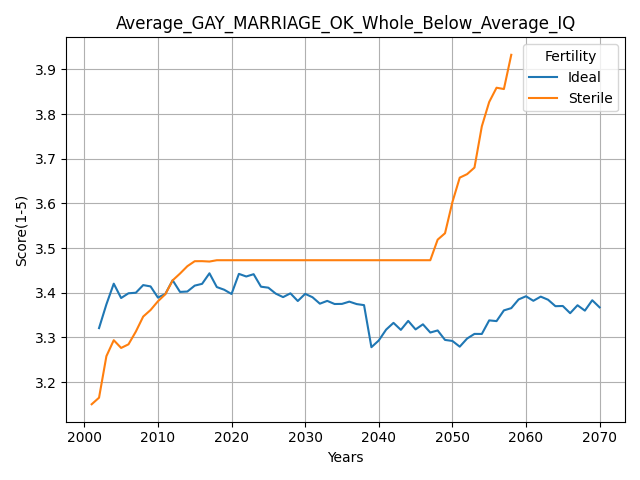 Average_GAY_MARRIAGE_OK_Whole_Below_Average_IQ
Fertility
Ideal
Sterile
Score(1-5)
3.9
3.8
3.7
3.6
3.5
3.4
3.3
3.2
2000 2010 2020 2030 2040 2050 2060 2070
Years